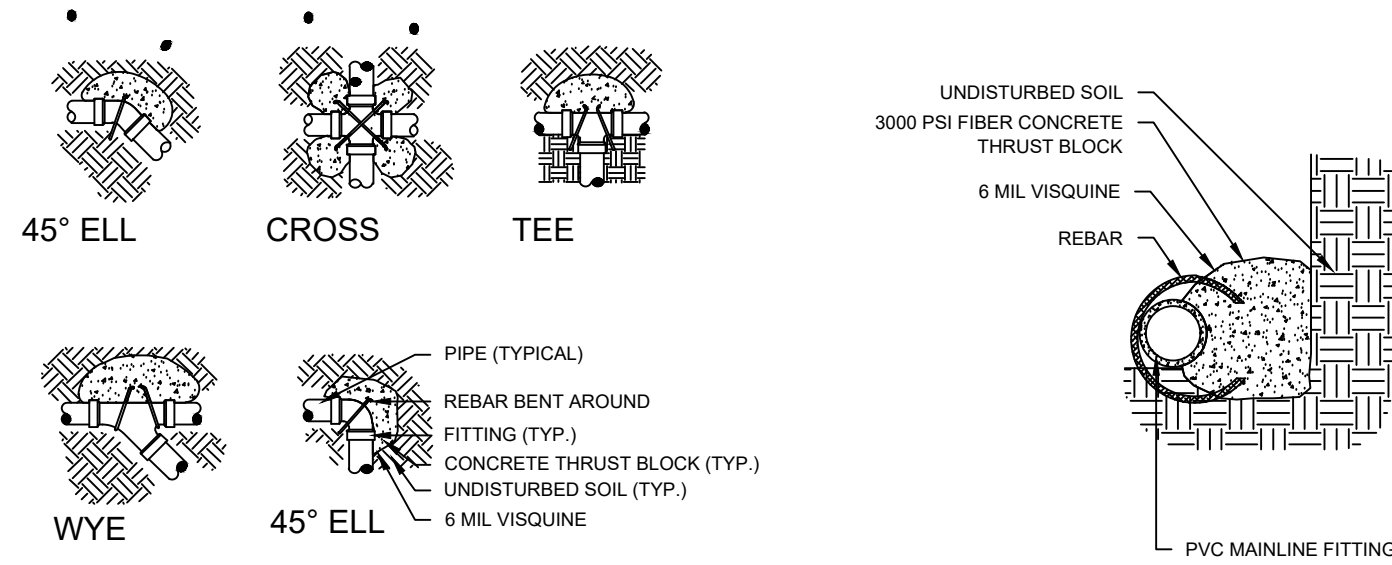 45° ELL
CROSS
TEE
UNDISTURBED SOIL
3000 PSI FIBER CONCRETE
THRUST BLOCK
6 MIL VISQUINE
REBAR
WYE
45° ELL
PIPE (TYPICAL)
REBAR BENT AROUND
FITTING (TYP.)
CONCRETE THRUST BLOCK (TYP.)
UNDISTURBED SOIL (TYP.)
6 MIL VISQUINE
PVC MAINLINE FITTING